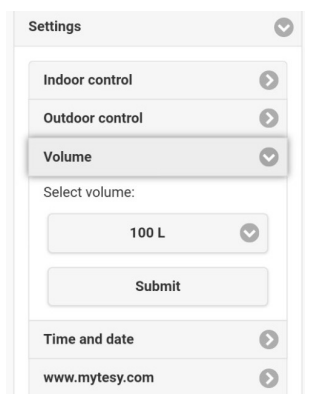 Settings
Indoor control
Outdoor control
Volume
Select volume:
100 L
Submit
Time and date
www.mytesy.com